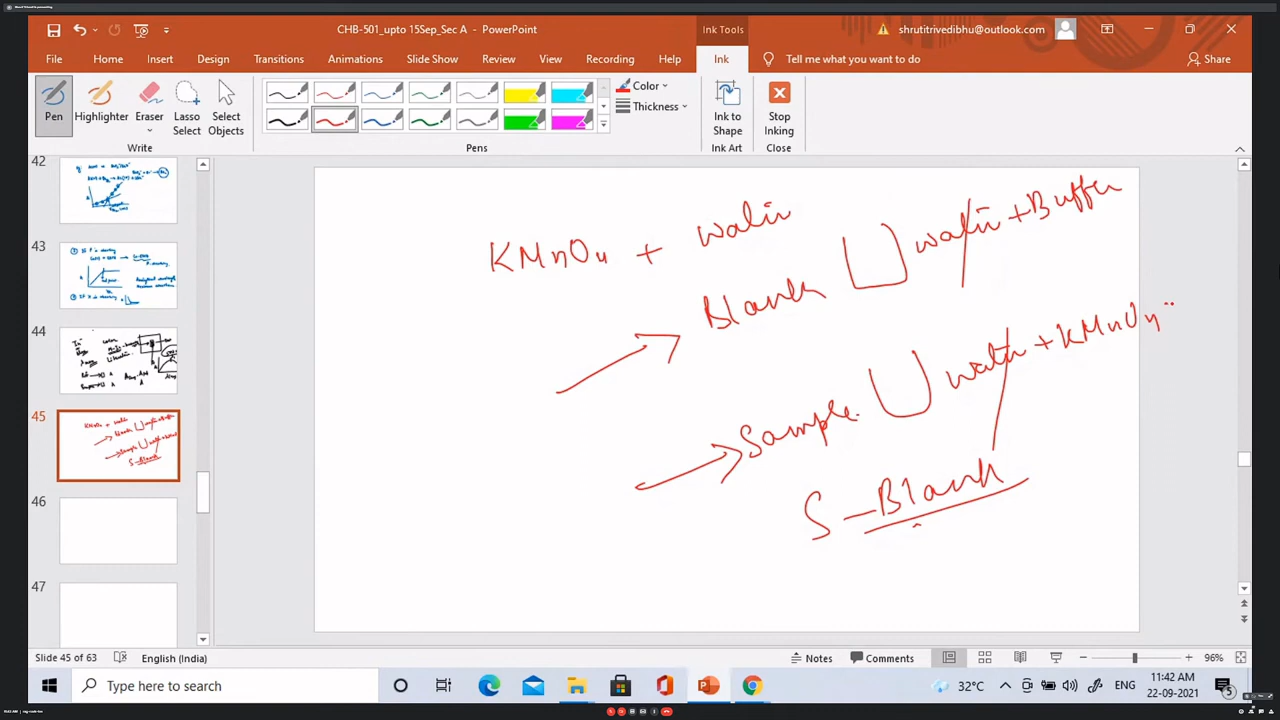 CHB-501_upto 15Sep_Sec A - PowerPoint
Ink Tools
shrutitrivedibhu@outlook.com
File Home Insert Design Transitions Animations Slide Show Review View Recording Help Ink Tell me what you want to do Share
Pen Highlighter Eraser Lasso Select Select Objects
Color
Thickness
Ink to Shape
Stop Inking
Write Pens Ink Art Close
42
43
44
45
46
47
KMnO4 + water
Blank water + Buffer
Sample water + KMnO4
S - Blank
Slide 45 of 63 English (India) Notes Comments 96%
Type here to search 32°C ENG 11:42 AM 22-09-2021 5